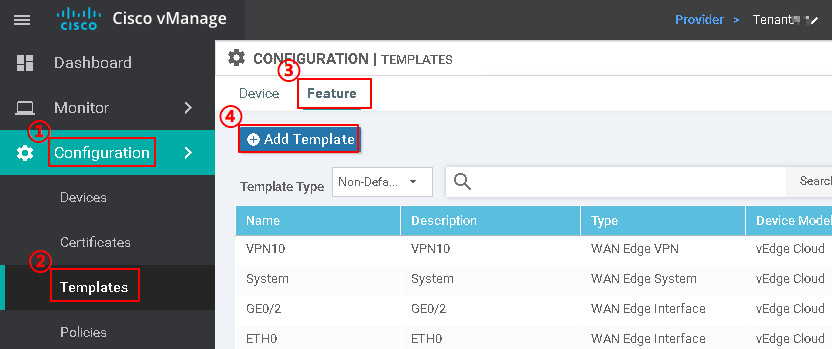 CISCO Cisco vManage
Provider > Tenant
Dashboard
CONFIGURATION | TEMPLATES
③
Device Feature
Monitor
④
Add Template
①
Configuration
Template Type Non-Defa... Search
Devices
Name Description Type Device Model
Certificates
VPN10 VPN10 WAN Edge VPN vEdge Cloud
②
System System WAN Edge System vEdge Cloud
Templates
GE0/2 GE0/2 WAN Edge Interface vEdge Cloud
Policies
ETH0 ETH0 WAN Edge Interface vEdge Cloud